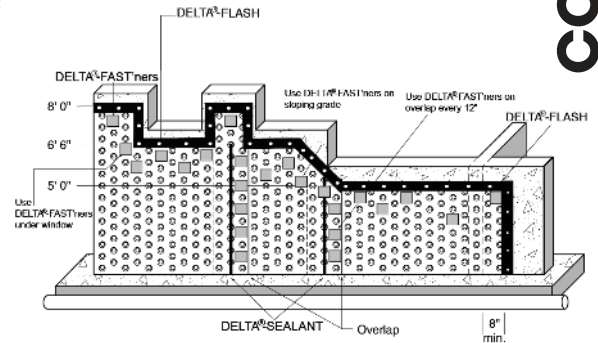 DELTA®-FLASH
CO
DELTA®-FAST'ners
Use DELTA®FAST'ners on
sloping grade
Use DELTA®FAST'ners on
overlap every 12"
DELTA®-FLASH
8' 0"
6' 6"
5' 0"
Use
DELTA®-FAST'ners
under window
DELTA®-SEALANT
Overlap
8"
min.